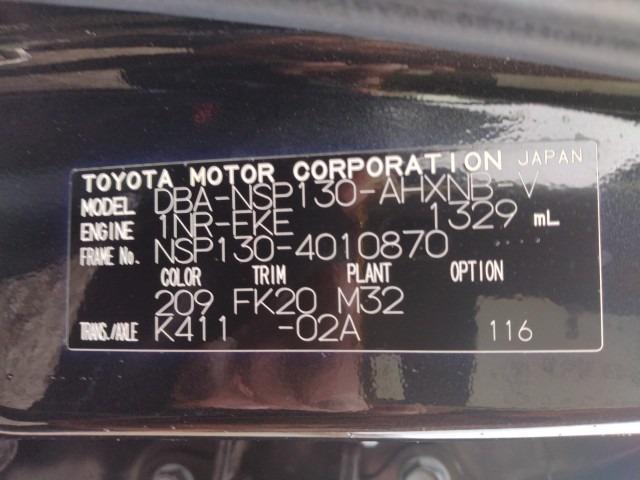 TOYOTA MOTOR CORPORATION JAPAN
MODEL DBA-NSP130-AHXNB-V
ENGINE 1NR-FKE 1329 mL
FRAME No. NSP130-4010870
COLOR TRIM PLANT OPTION
209 FK20 M32
TRANS./AXLE K411 -02A 116